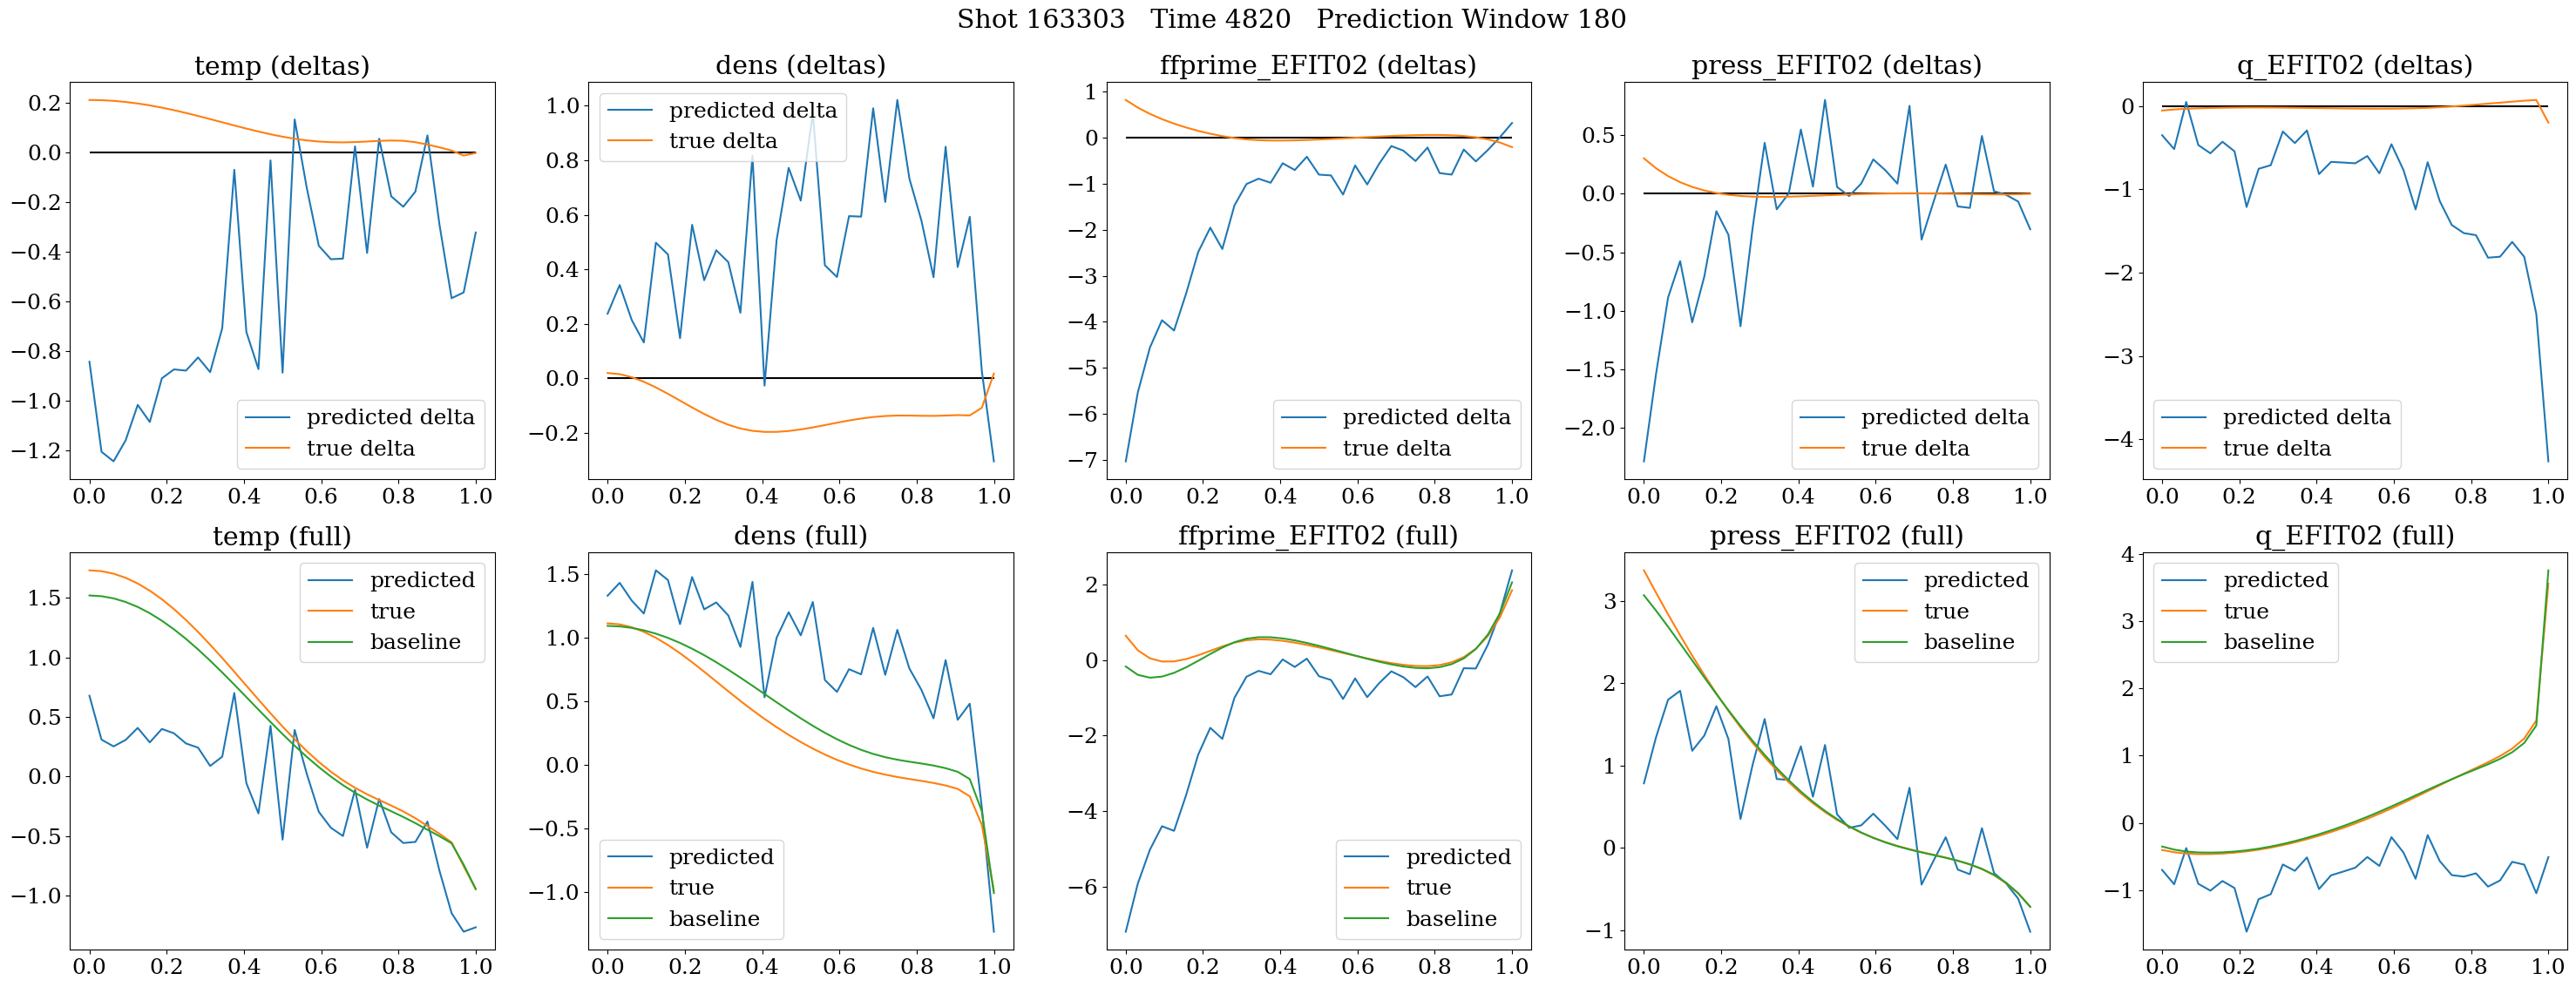 Shot 163303   Time 4820   Prediction Window 180
temp (deltas)
0.2
0.0
−0.2
−0.4
−0.6
−0.8
−1.0
−1.2
predicted delta
true delta
0.0 0.2 0.4 0.6 0.8 1.0
dens (deltas)
1.0
0.8
0.6
0.4
0.2
0.0
−0.2
predicted delta
true delta
0.0 0.2 0.4 0.6 0.8 1.0
ffprime_EFIT02 (deltas)
1
0
−1
−2
−3
−4
−5
−6
−7
predicted delta
true delta
0.0 0.2 0.4 0.6 0.8 1.0
press_EFIT02 (deltas)
0.5
0.0
−0.5
−1.0
−1.5
−2.0
predicted delta
true delta
0.0 0.2 0.4 0.6 0.8 1.0
q_EFIT02 (deltas)
0
−1
−2
−3
−4
predicted delta
true delta
0.0 0.2 0.4 0.6 0.8 1.0
temp (full)
1.5
1.0
0.5
0.0
−0.5
−1.0
predicted
true
baseline
0.0 0.2 0.4 0.6 0.8 1.0
dens (full)
1.5
1.0
0.5
0.0
−0.5
−1.0
predicted
true
baseline
0.0 0.2 0.4 0.6 0.8 1.0
ffprime_EFIT02 (full)
2
0
−2
−4
−6
predicted
true
baseline
0.0 0.2 0.4 0.6 0.8 1.0
press_EFIT02 (full)
3
2
1
0
−1
predicted
true
baseline
0.0 0.2 0.4 0.6 0.8 1.0
q_EFIT02 (full)
4
3
2
1
0
−1
predicted
true
baseline
0.0 0.2 0.4 0.6 0.8 1.0